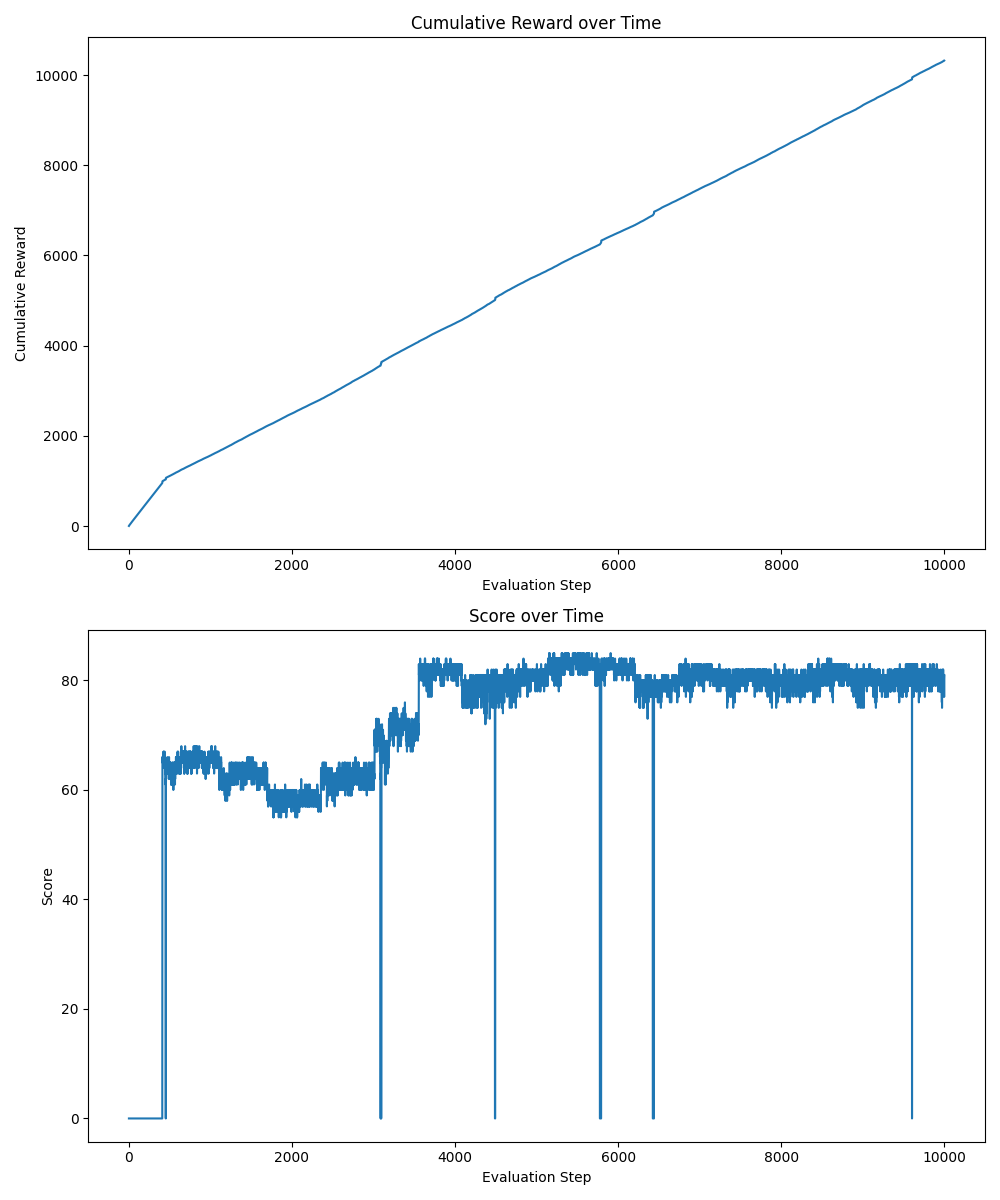 Cumulative Reward over Time
10000
8000
6000
4000
2000
0
Cumulative Reward
0 2000 4000 6000 8000 10000
Evaluation Step
Score over Time
80
60
40
20
0
Score
0 2000 4000 6000 8000 10000
Evaluation Step